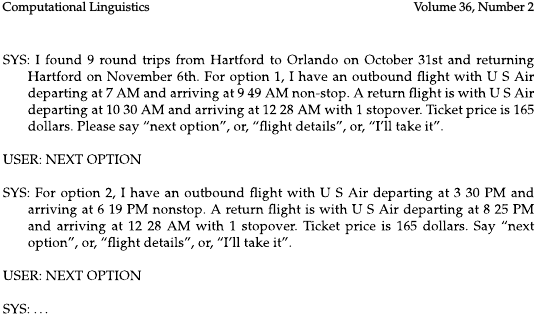 Computational Linguistics Volume 36, Number 2
SYS: I found 9 round trips from Hartford to Orlando on October 31st and returning
Hartford on November 6th. For option 1, I have an outbound flight with U S Air
departing at 7 AM and arriving at 9 49 AM non-stop. A return flight is with U S Air
departing at 10 30 AM and arriving at 12 28 AM with 1 stopover. Ticket price is 165
dollars. Please say “next option”, or, “flight details”, or, “I’ll take it”.
USER: NEXT OPTION
SYS: For option 2, I have an outbound flight with U S Air departing at 3 30 PM and
arriving at 6 19 PM nonstop. A return flight is with U S Air departing at 8 25 PM
and arriving at 12 28 AM with 1 stopover. Ticket price is 165 dollars. Say “next
option”, or, “flight details”, or, “I’ll take it”.
USER: NEXT OPTION
SYS: . . .